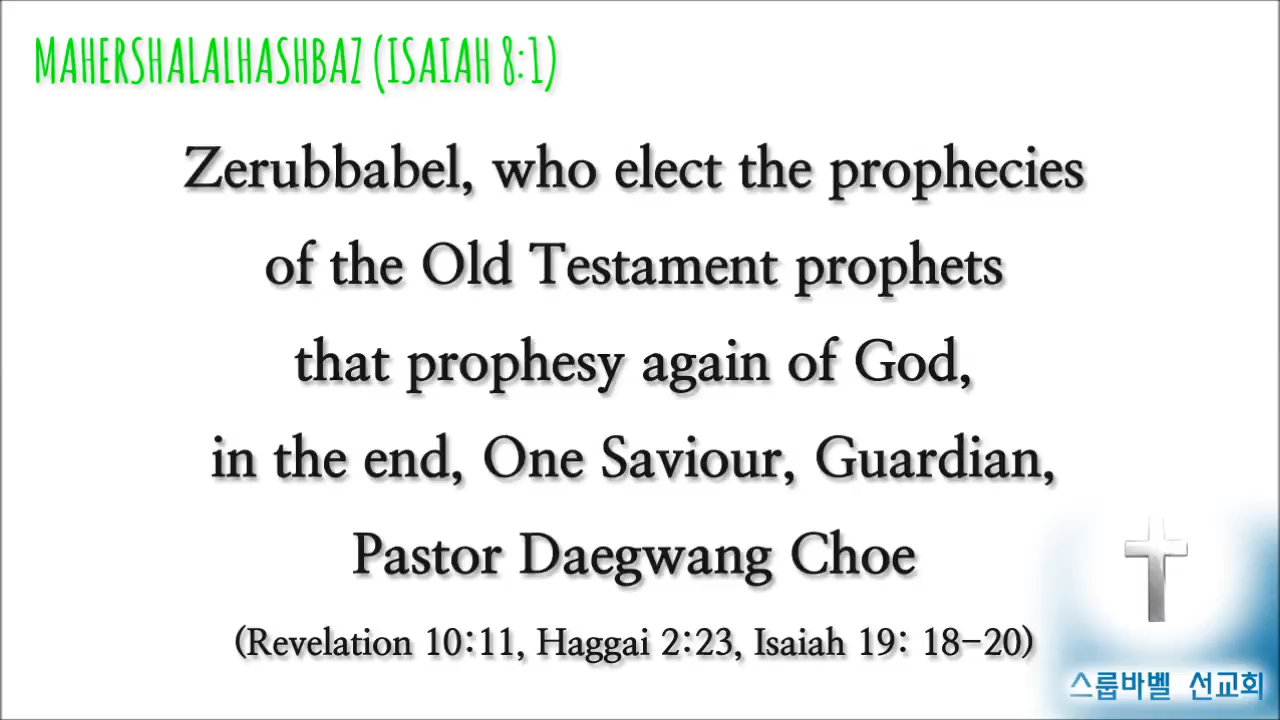 MAHERSHALALHASHBAZ (ISAIAH 8:1)
Zerubbabel, who elect the prophecies
of the Old Testament prophets
that prophesy again of God,
in the end, One Saviour, Guardian,
Pastor Daegwang Choe
(Revelation 10:11, Haggai 2:23, Isaiah 19: 18-20)
스룹바벨 선교회